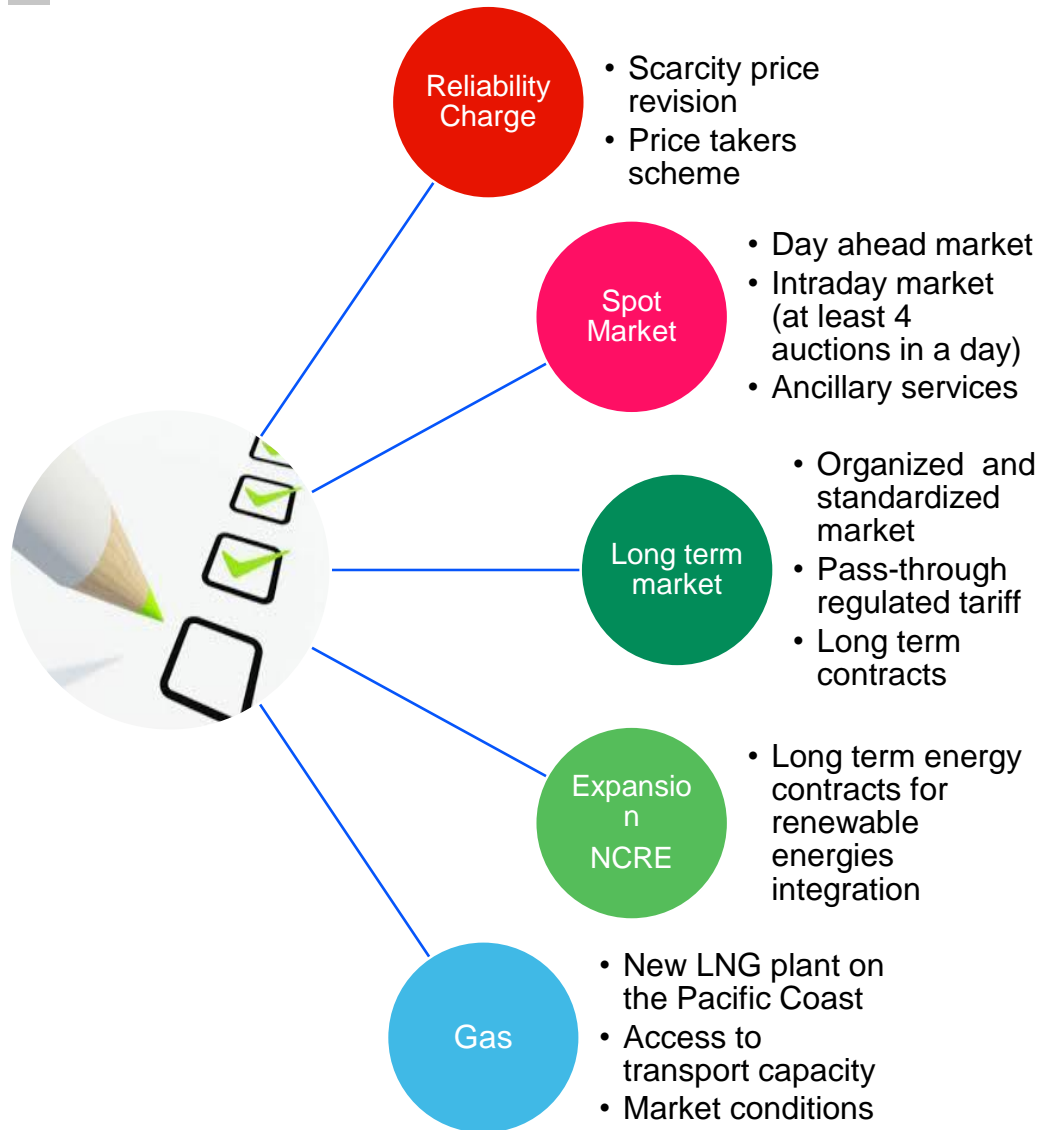 Reliability
Charge
• Scarcity price
revision
• Price takers
scheme
Spot
Market
• Day ahead market
• Intraday market
(at least 4
auctions in a day)
• Ancillary services
Long term
market
• Organized and
standardized
market
• Pass-through
regulated tariff
• Long term
contracts
Expansio
n
NCRE
• Long term energy
contracts for
renewable
energies
integration
Gas
• New LNG plant on
the Pacific Coast
• Access to
transport capacity
• Market conditions